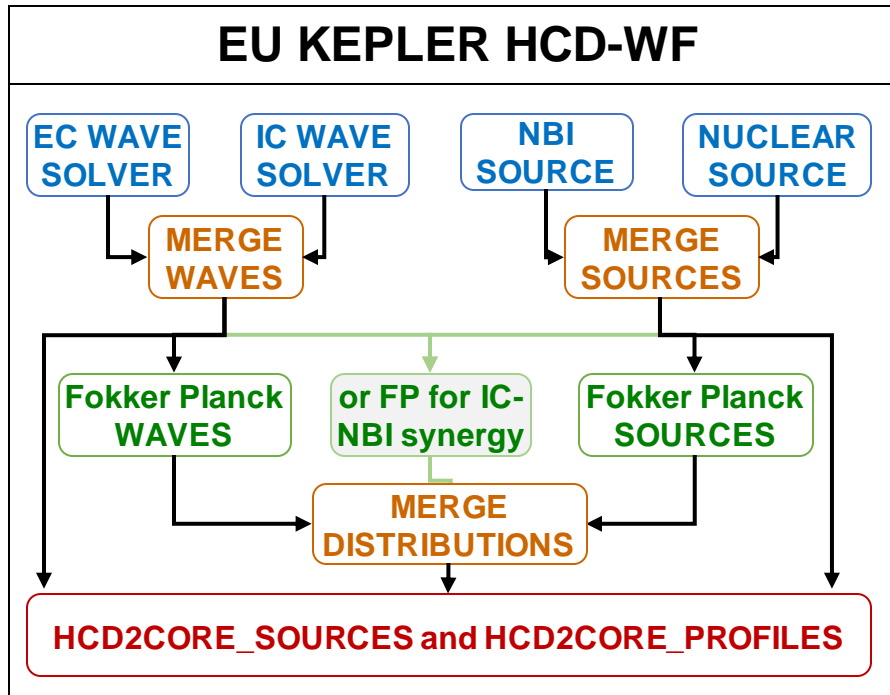 EU KEPLER HCD-WF
EC WAVE
SOLVER
IC WAVE
SOLVER
NBI
SOURCE
NUCLEAR
SOURCE
MERGE
WAVES
MERGE
SOURCES
Fokker Planck
WAVES
or FP for IC-
NBI synergy
Fokker Planck
SOURCES
MERGE
DISTRIBUTIONS
HCD2CORE_SOURCES and HCD2CORE_PROFILES